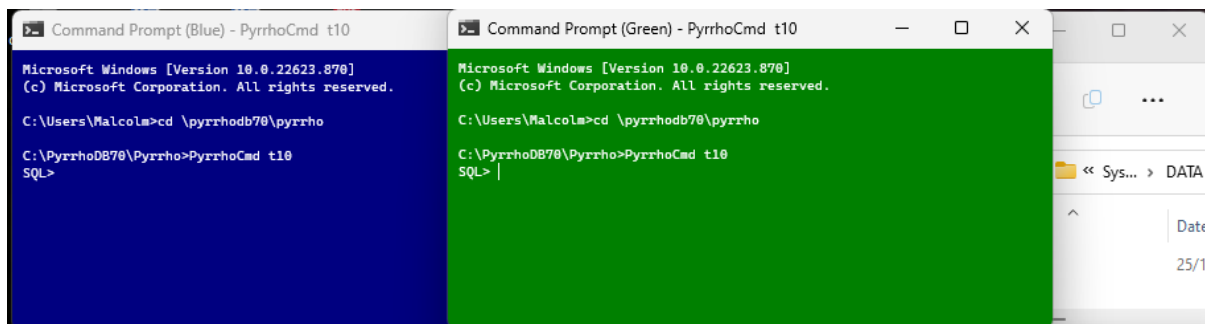 Command Prompt (Blue) - PyrrhoCmd t10
Microsoft Windows [Version 10.0.22623.870]
(c) Microsoft Corporation. All rights reserved.
C:\Users\Malcolm>cd \pyrrhodb70\pyrrho
C:\PyrrhoDB70\Pyrrho>PyrrhoCmd t10
SQL>
Command Prompt (Green) - PyrrhoCmd t10
Microsoft Windows [Version 10.0.22623.870]
(c) Microsoft Corporation. All rights reserved.
C:\Users\Malcolm>cd \pyrrhodb70\pyrrho
C:\PyrrhoDB70\Pyrrho>PyrrhoCmd t10
SQL>
« Sys... > DATA
Date
25/1